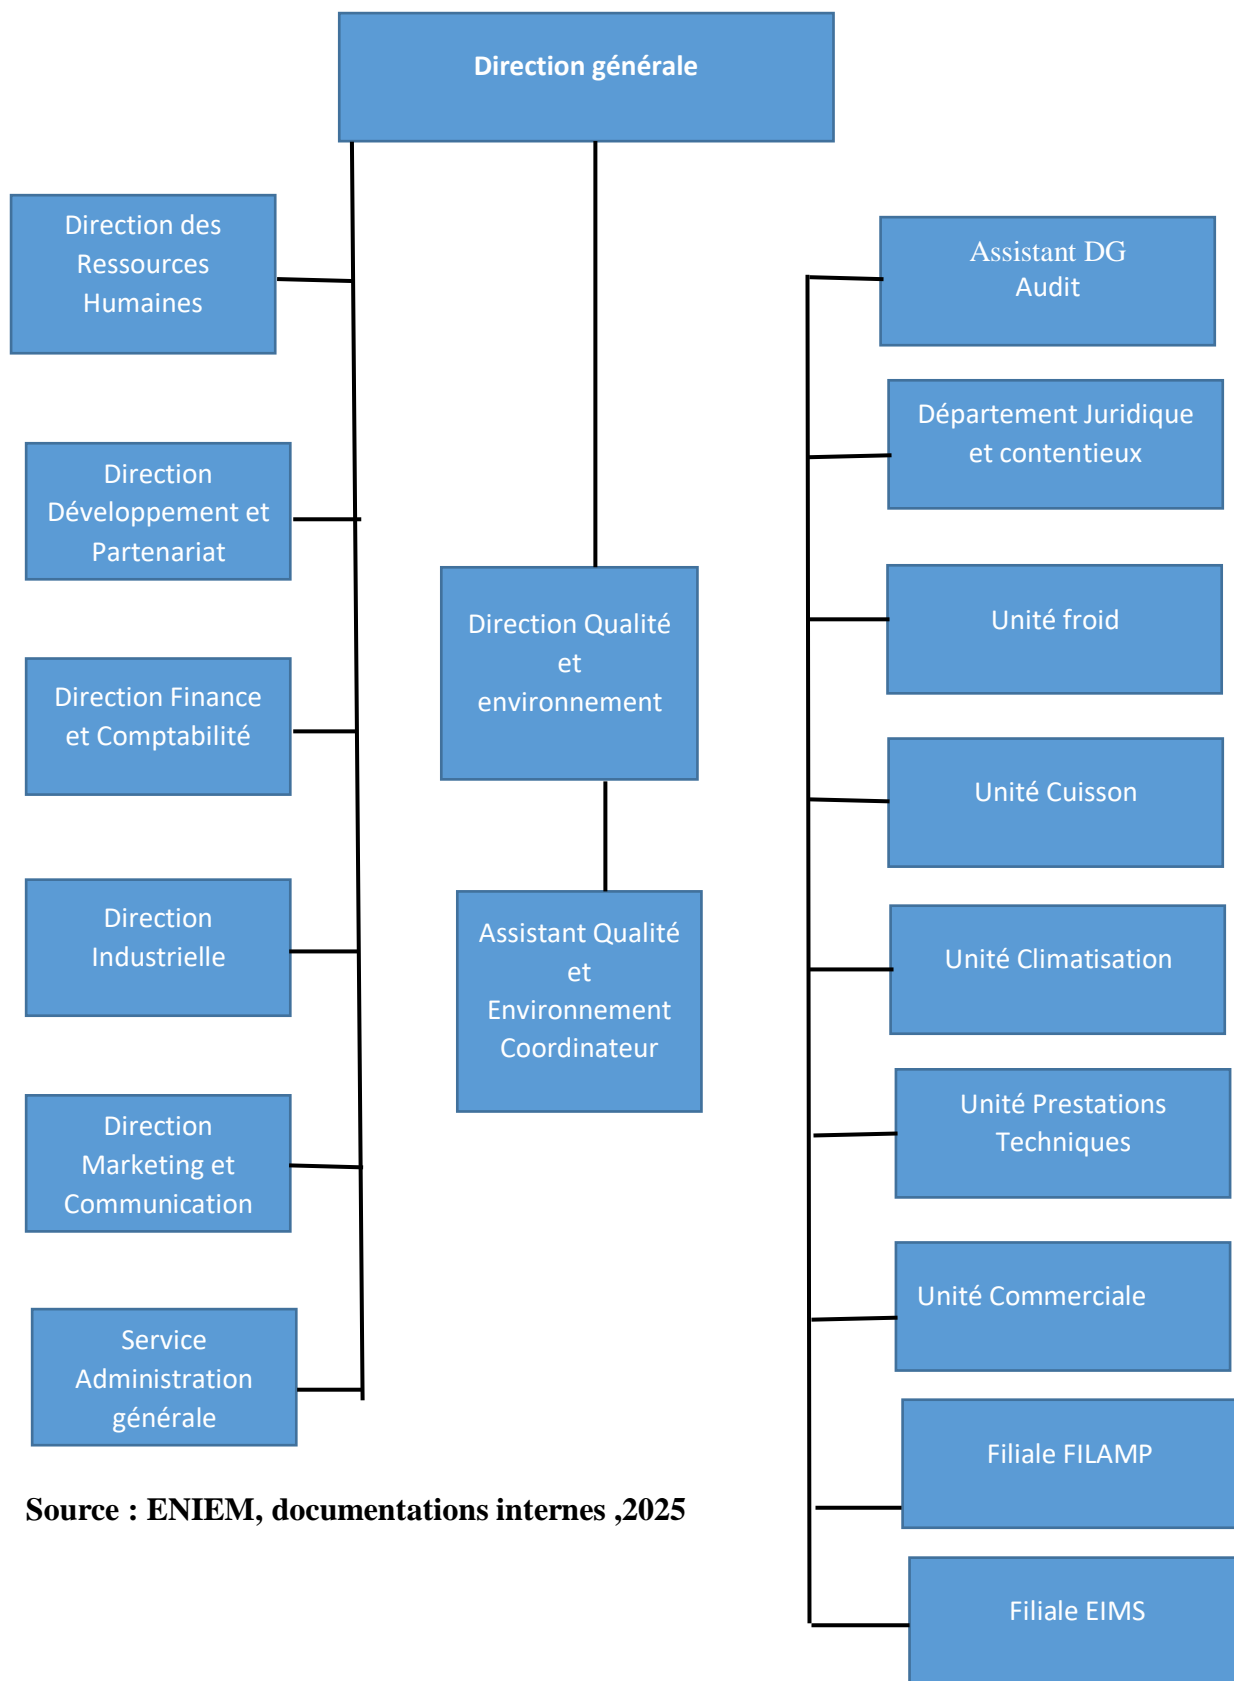 Direction générale
Direction des
Ressources
Humaines
Direction
Développement et
Partenariat
Direction Finance
et Comptabilité
Direction
Industrielle
Direction
Marketing et
Communication
Service
Administration
générale
Direction Qualité
et
environnement
Assistant Qualité
et
Environnement
Coordinateur
Assistant DG
Audit
Département Juridique
et contentieux
Unité froid
Unité Cuisson
Unité Climatisation
Unité Prestations
Techniques
Unité Commerciale
Filiale FILAMP
Filiale EIMS
Source : ENIEM, documentations internes ,2025